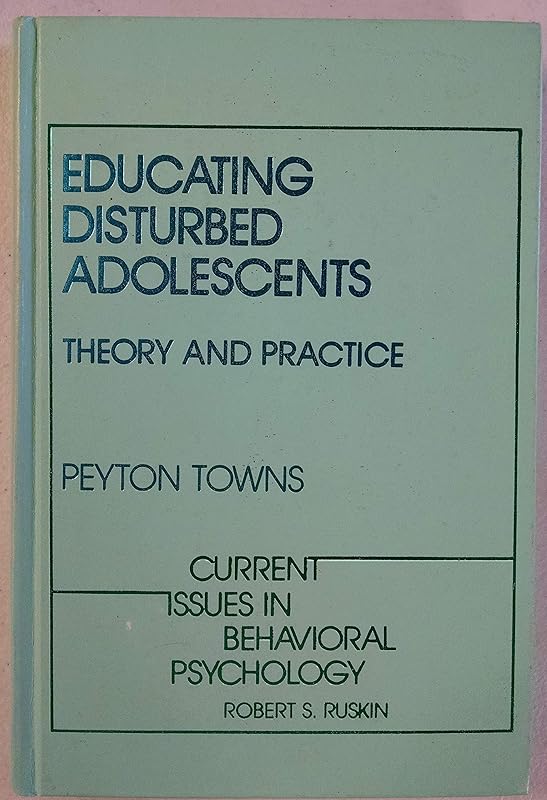 EDUCATING
DISTURBED
ADOLESCENTS
THEORY AND PRACTICE
PEYTON TOWNS
CURRENT
ISSUES IN
BEHAVIORAL
PSYCHOLOGY
ROBERT S. RUSKIN